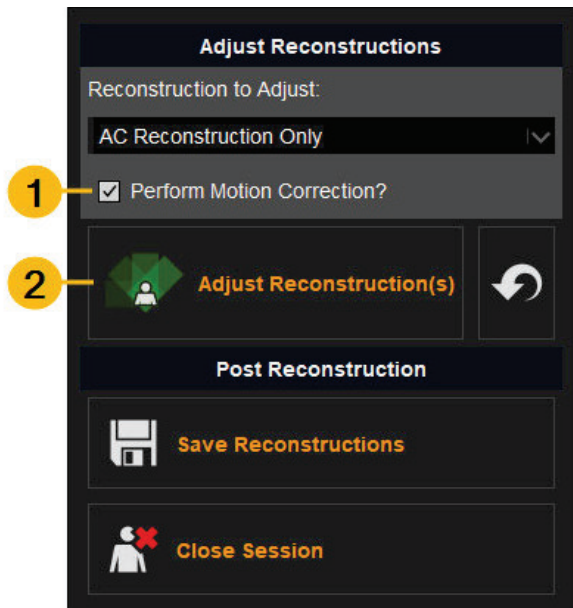 Adjust Reconstructions
Reconstruction to Adjust:
AC Reconstruction Only
1
Perform Motion Correction?
2
Adjust Reconstruction(s)
Post Reconstruction
Save Reconstructions
Close Session